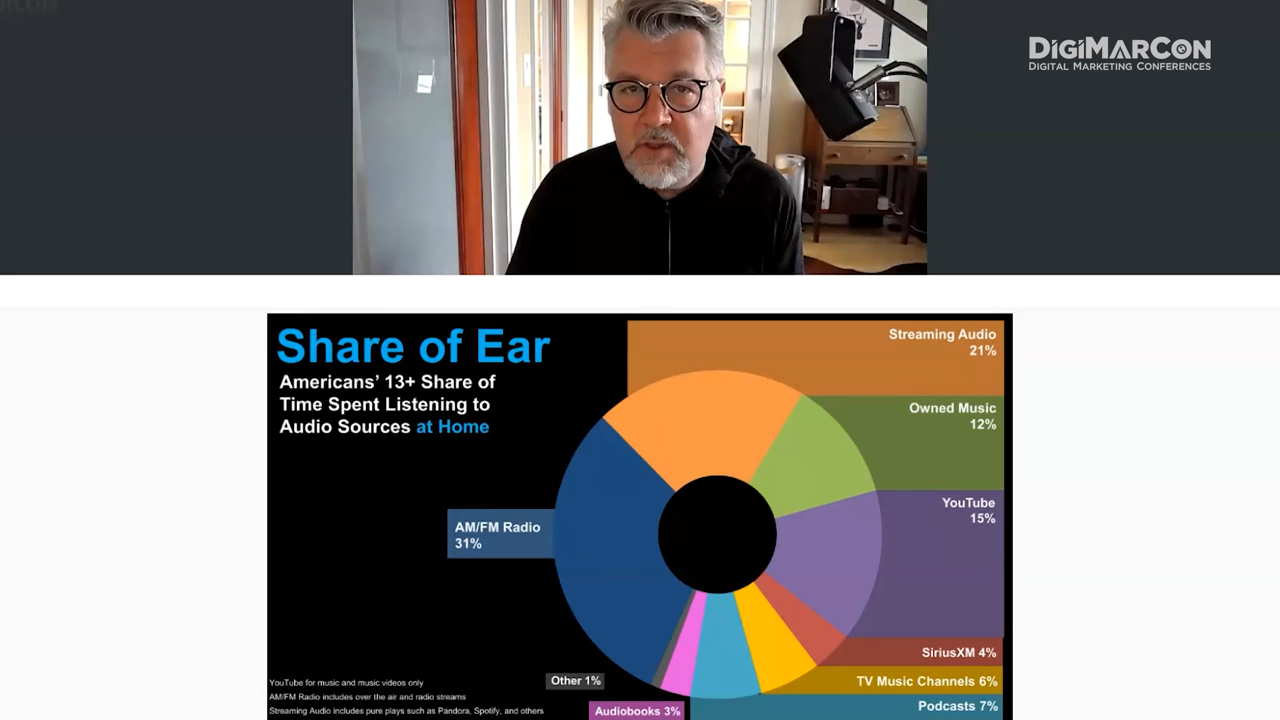 DIGIMARCON
DIGITAL MARKETING CONFERENCES
Share of Ear
Americans' 13+ Share of
Time Spent Listening to
Audio Sources at Home
Streaming Audio
21%
Owned Music
12%
YouTube
15%
AM/FM Radio
31%
SiriusXM 4%
TV Music Channels 6%
Podcasts 7%
Other 1%
Audiobooks 3%
YouTube for music and music videos only
AM/FM Radio includes over the air and radio streams
Streaming Audio includes pure plays such as Pandora, Spotify, and others